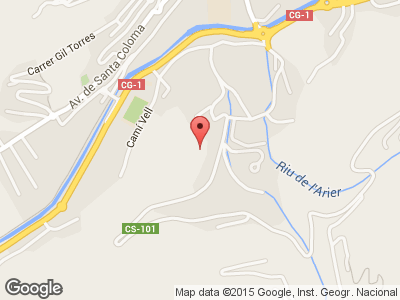 CG-1
Carrer Gil Torres
Av. de Santa Coloma
CG-1
Camí Vell
Riu de l'Arier
CS-101
Google
Map data ©2015 Google, Inst. Geogr. Nacional